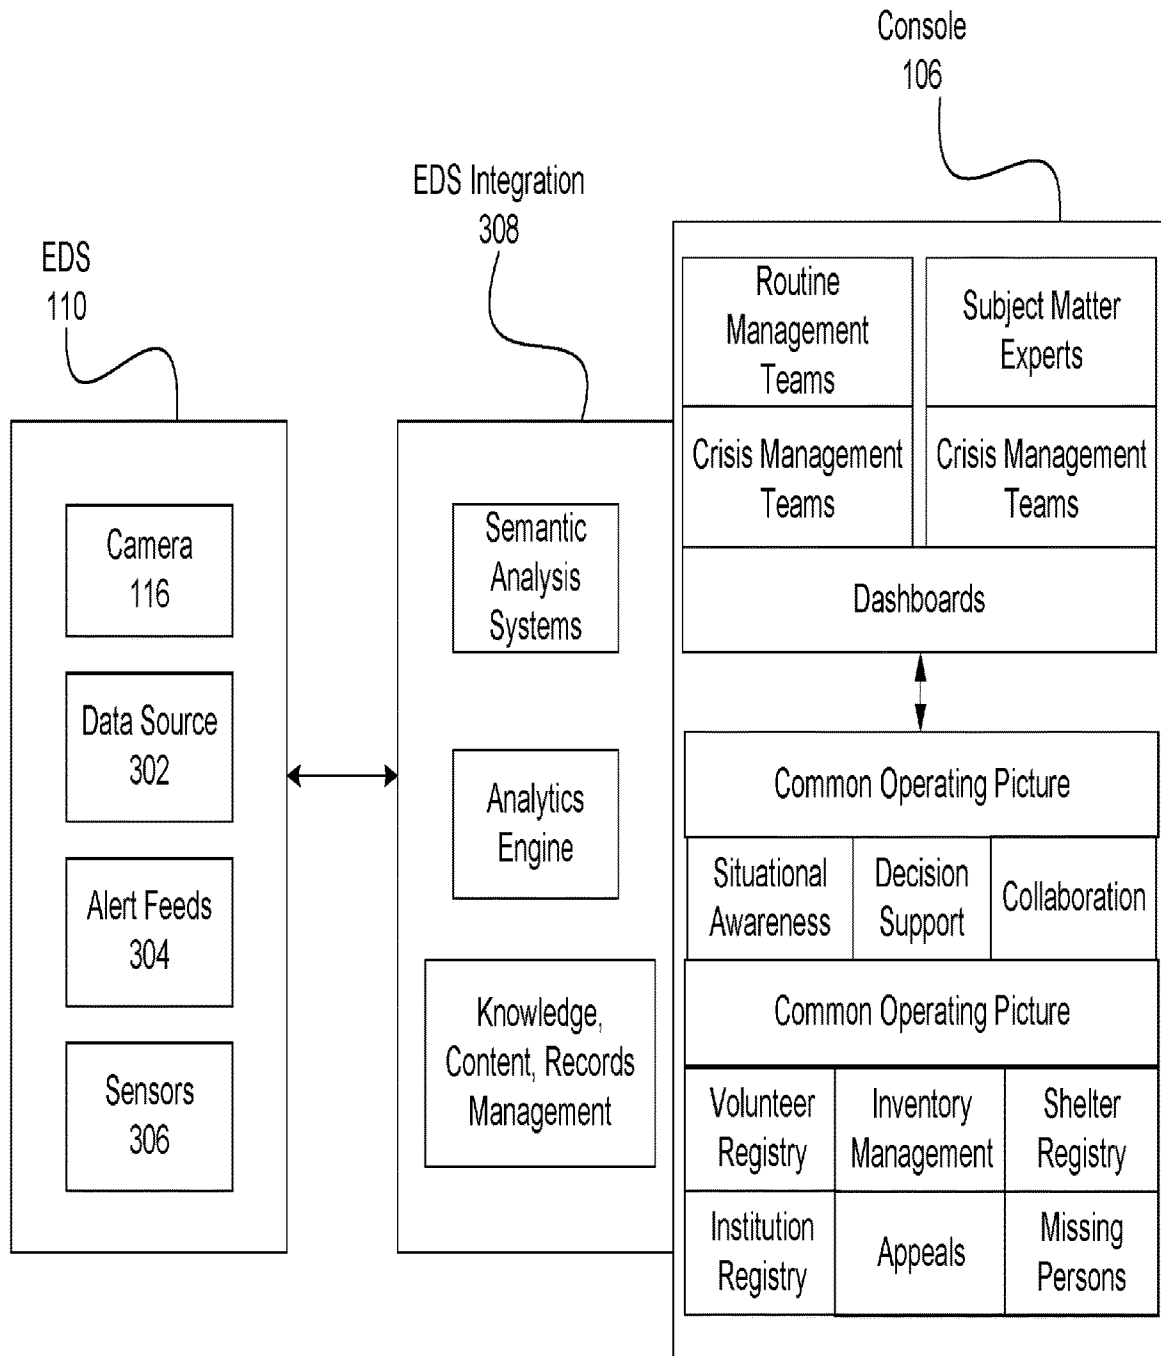 Console
106
EDS Integration
308
EDS
110
Camera
116
Data Source
302
Alert Feeds
304
Sensors
306
Semantic
Analysis
Systems
Analytics
Engine
Knowledge,
Content, Records
Management
Routine
Management
Teams
Subject Matter
Experts
Crisis Management
Teams
Crisis Management
Teams
Dashboards
Common Operating Picture
Situational
Awareness
Decision
Support
Collaboration
Common Operating Picture
Volunteer
Registry
Inventory
Management
Shelter
Registry
Institution
Registry
Appeals
Missing
Persons